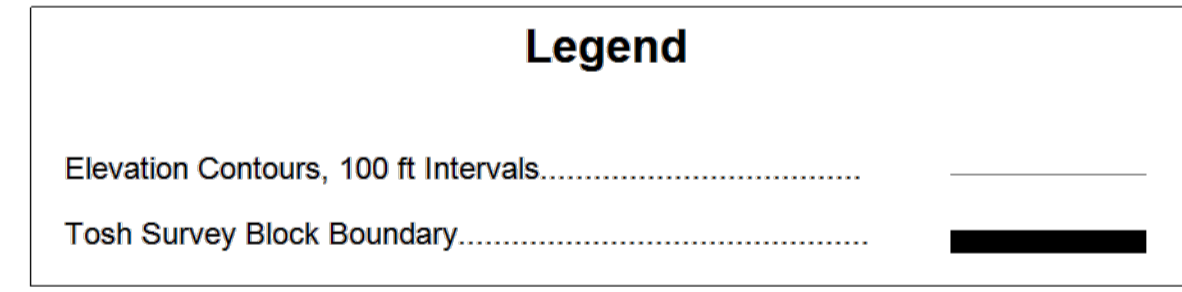 Legend
Elevation Contours, 100 ft Intervals....................................
Tosh Survey Block Boundary..............................................